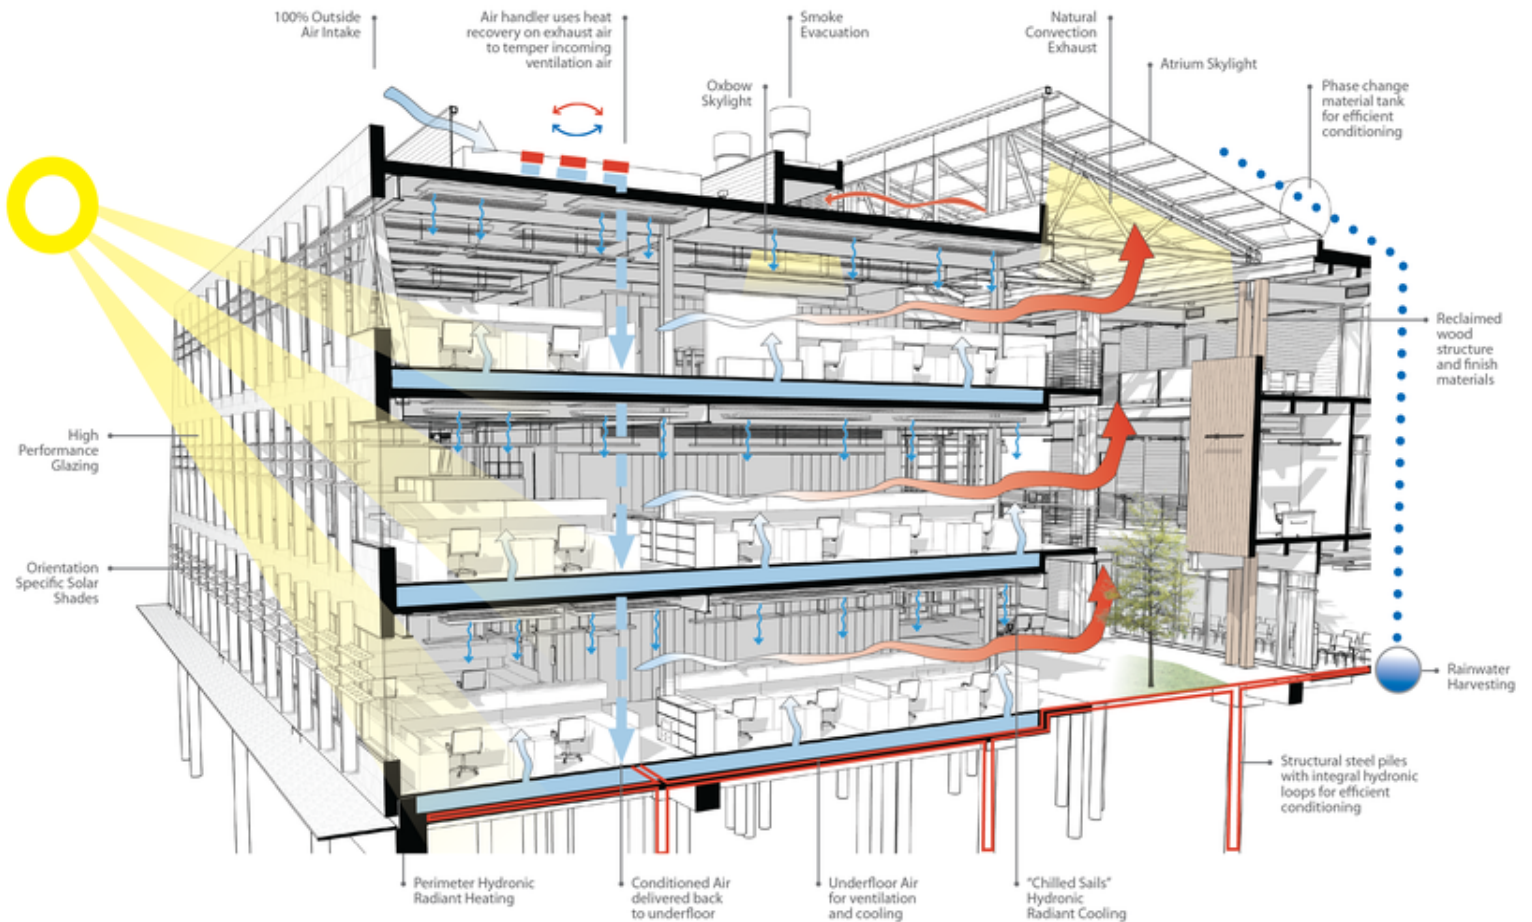 100% Outside
Air Intake
Air handler uses heat
recovery on exhaust air
to temper incoming
ventilation air
Smoke
Evacuation
Natural
Convection
Exhaust
Atrium Skylight
Oxbow
Skylight
Phase change
material tank
for efficient
conditioning
Reclaimed
wood
structure
and finish
materials
High
Performance
Glazing
Orientation
Specific Solar
Shades
Rainwater
Harvesting
Structural steel piles
with integral hydronic
loops for efficient
conditioning
Perimeter Hydronic
Radiant Heating
Conditioned Air
delivered back
to underfloor
Underfloor Air
for ventilation
and cooling
"Chilled Sails"
Hydronic
Radiant Cooling